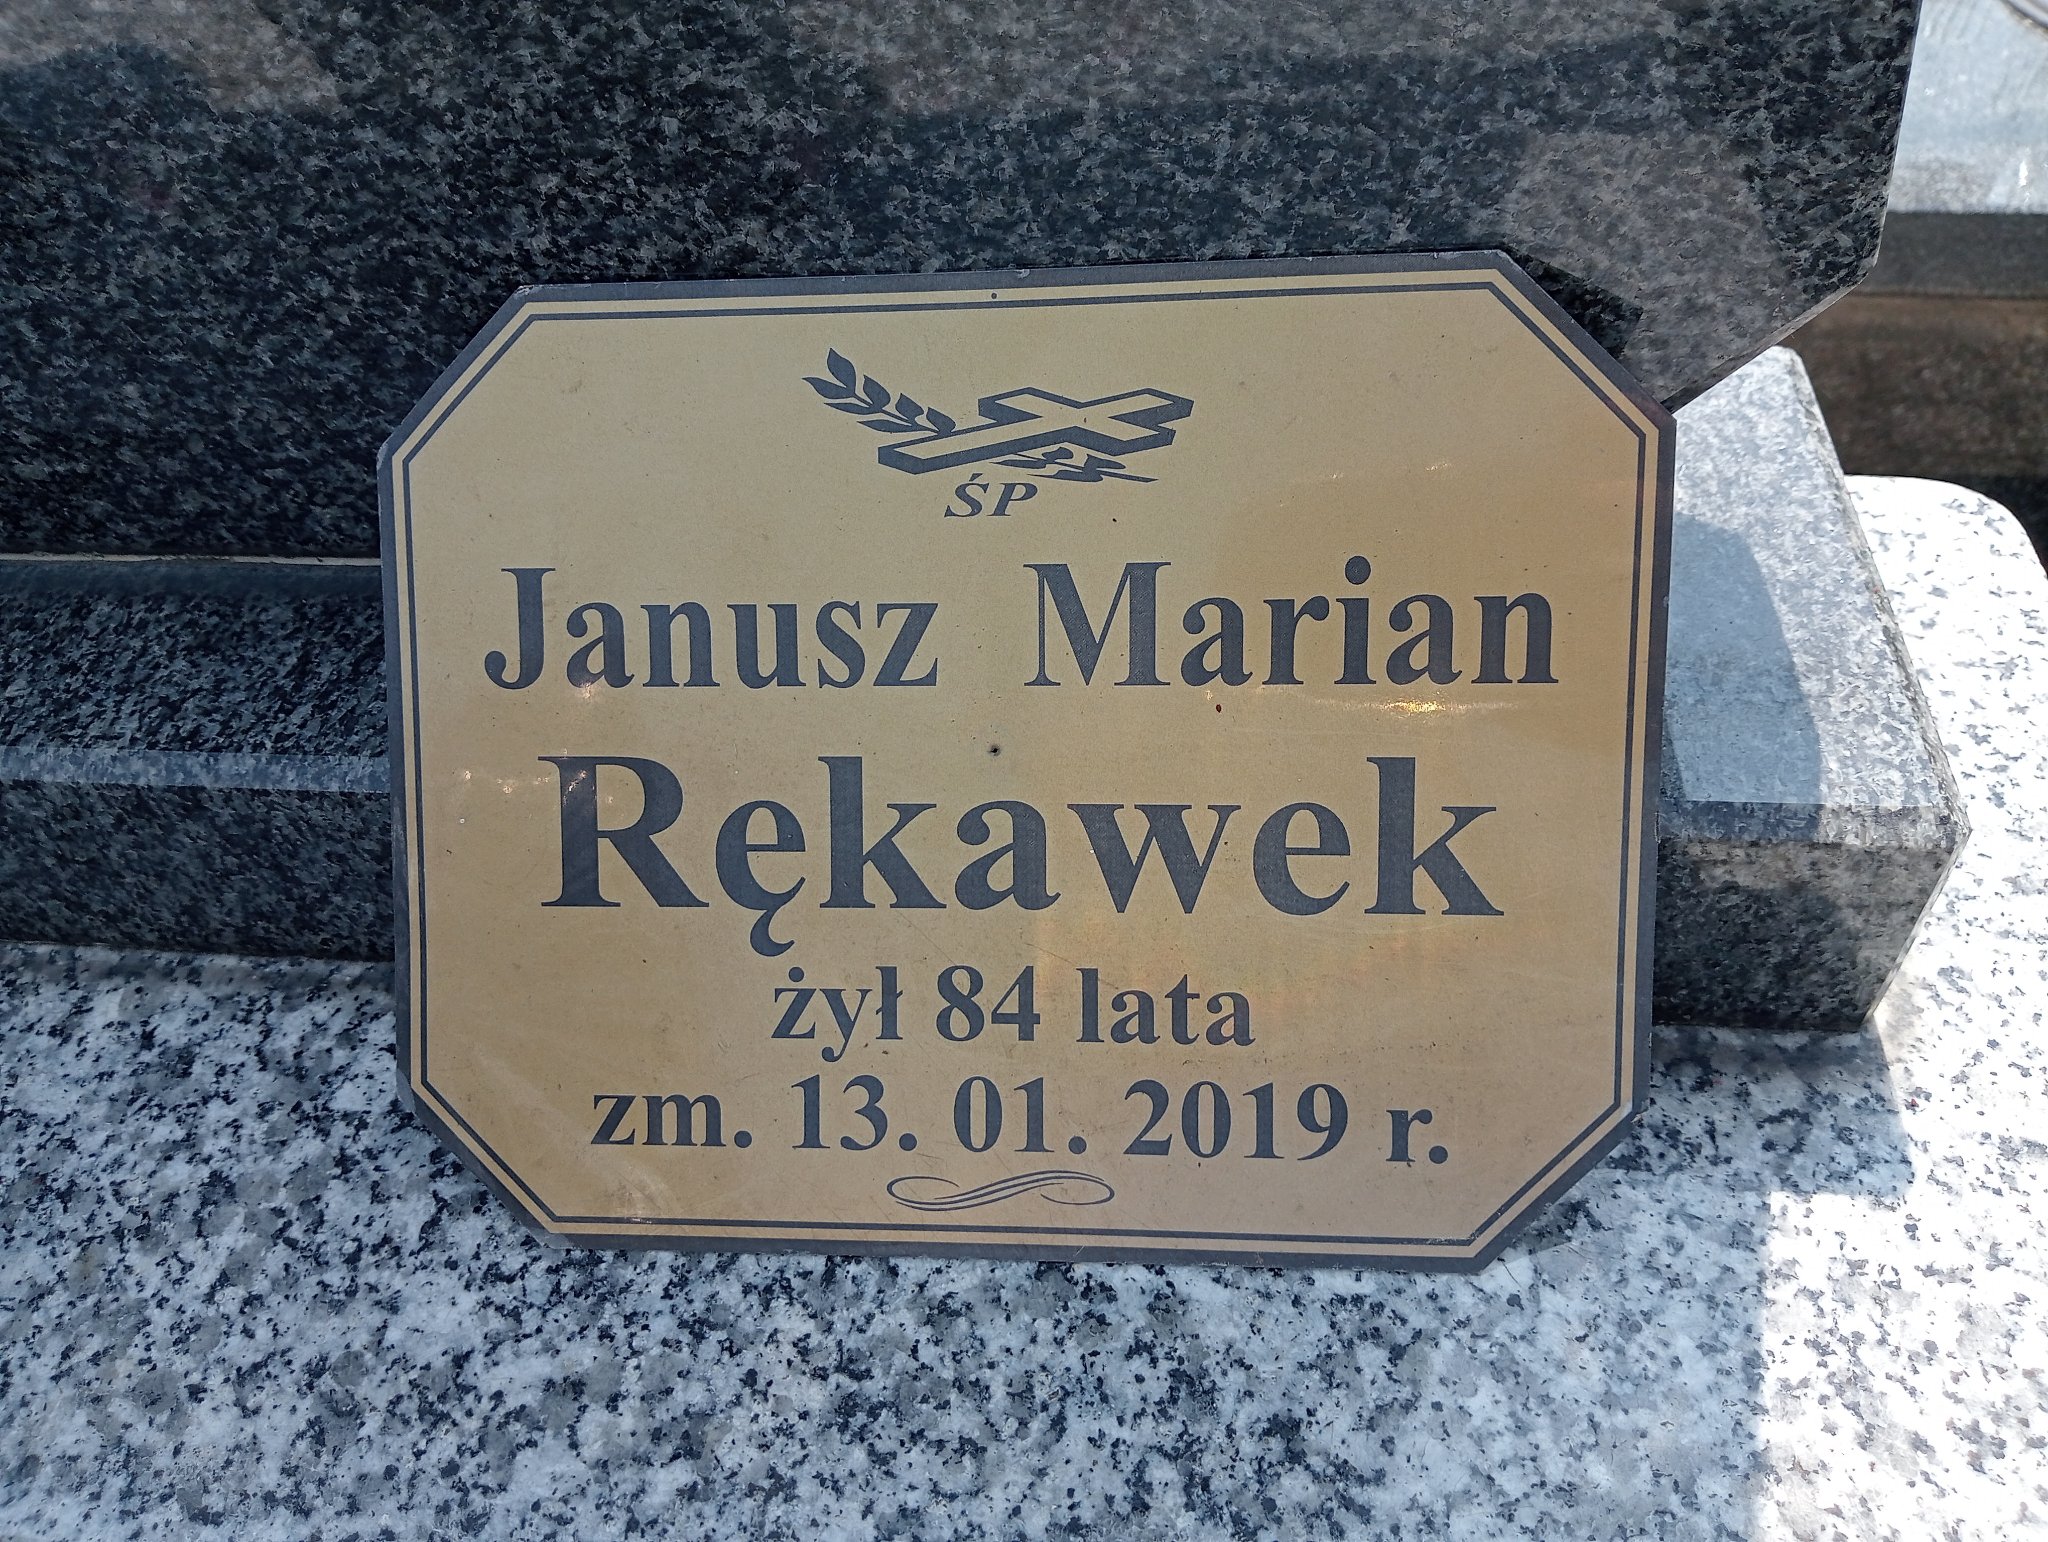 ŚP
Janusz Marian
Rękawek
żył 84 lata
zm. 13. 01. 2019 r.